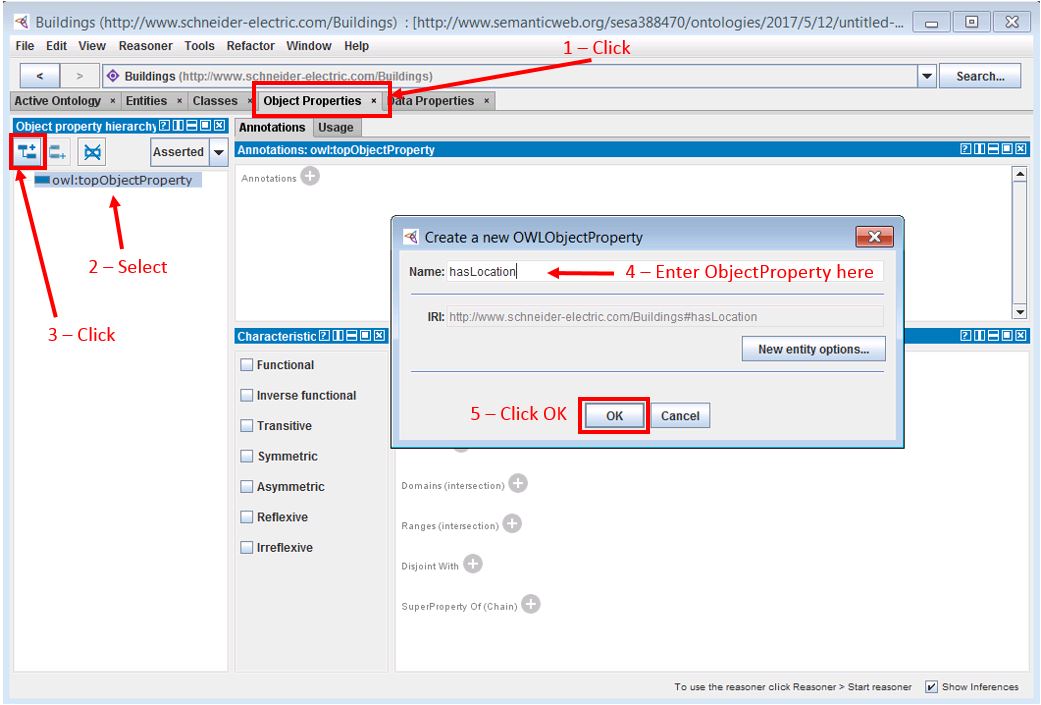 Buildings (http://www.schneider-electric.com/Buildings) : [http://www.semanticweb.org/sesa388470/ontologies/2017/5/12/untitled-...
File Edit View Reasoner Tools Refactor Window Help
1 – Click
< > Buildings (http://www.schneider-electric.com/Buildings) Search...
Active Ontology × Entities × Classes × Object Properties × Data Properties ×
Object property hierarchy Annotations Usage
Asserted
Annotations: owl:topObjectProperty
Annotations
owl:topObjectProperty
2 – Select
3 – Click
Create a new OWLObjectProperty
Name: hasLocation
4 – Enter ObjectProperty here
IRI: http://www.schneider-electric.com/Buildings#hasLocation
New entity options...
5 – Click OK
OK Cancel
Characteristic
Functional
Inverse functional
Transitive
Symmetric
Asymmetric
Reflexive
Irreflexive
Domains (intersection)
Ranges (intersection)
Disjoint With
SuperProperty Of (Chain)
To use the reasoner click Reasoner > Start reasoner Show Inferences